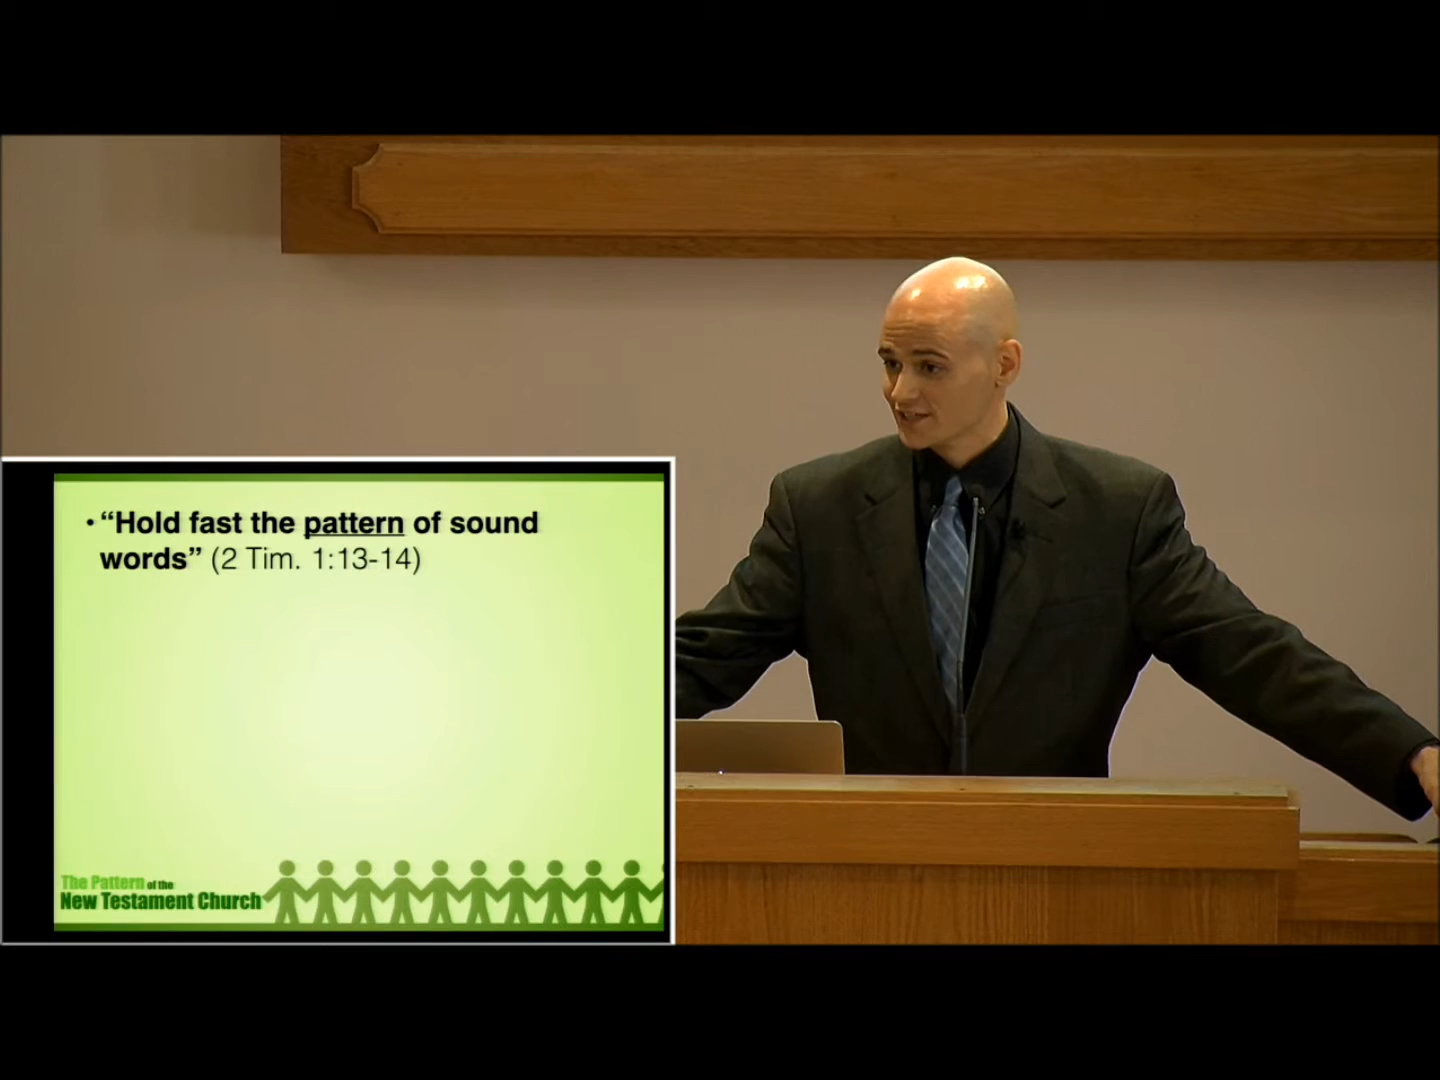 • “Hold fast the pattern of sound
words” (2 Tim. 1:13-14)
The Pattern of the
New Testament Church